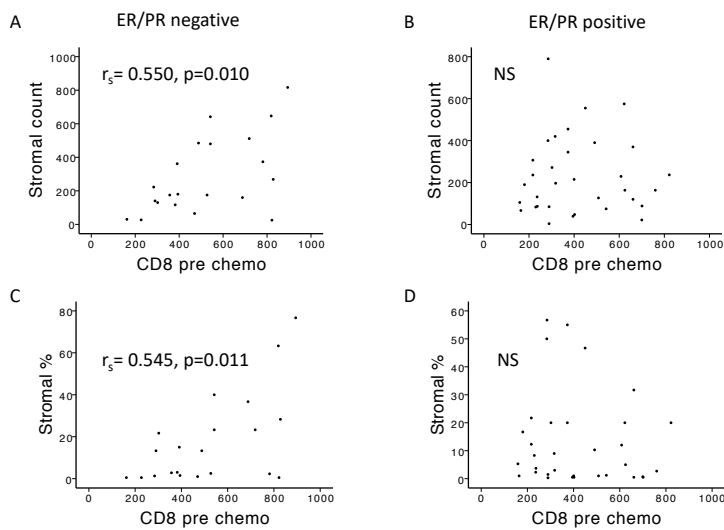 A
ER/PR negative
B
ER/PR positive
Stromal count
1000
800
600
400
200
0
rs= 0.550, p=0.010
0 200 400 600 800 1000
CD8 pre chemo
Stromal count
800
600
400
200
0
NS
0 200 400 600 800 1000
CD8 pre chemo
C
D
Stromal %
80
60
40
20
0
rs= 0.545, p=0.011
0 200 400 600 800 1000
CD8 pre chemo
Stromal %
60
50
40
30
20
10
0
NS
0 200 400 600 800 1000
CD8 pre chemo